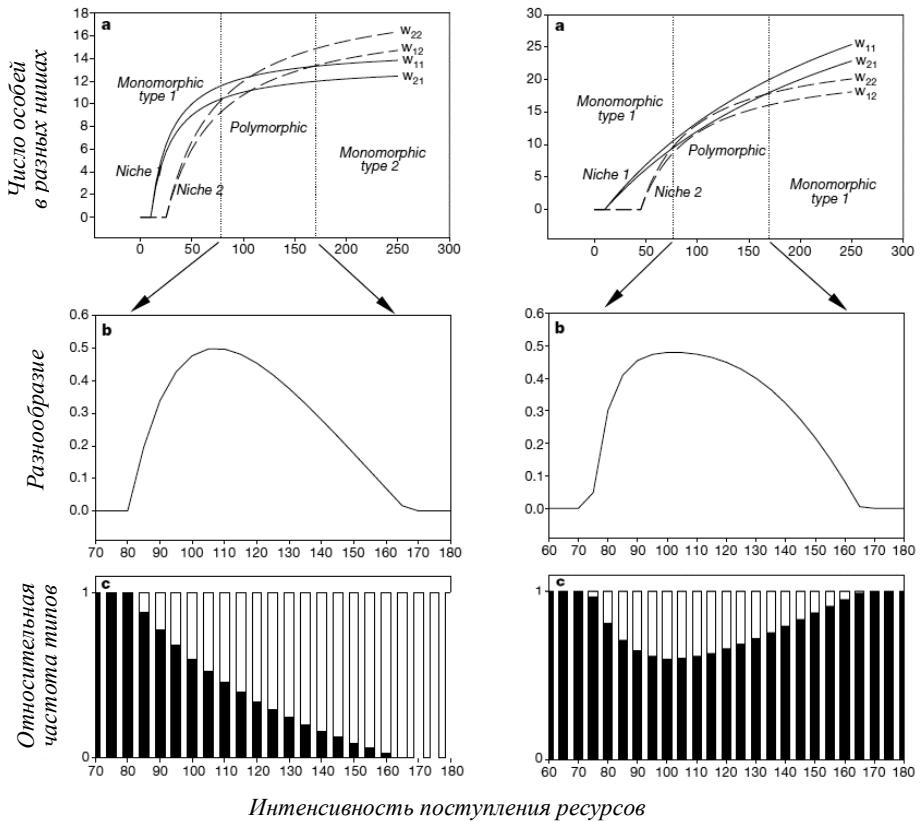 Число особей
в разных нишах
a
18
16
14
12
10
8
6
4
2
0
0 50 100 150 200 250 300
Monomorphic
type 1
Niche 1
Niche 2
Polymorphic
Monomorphic
type 2
w22
w12
w11
w21
a
30
25
20
15
10
5
0
0 50 100 150 200 250 300
Monomorphic
type 1
Niche 1
Niche 2
Polymorphic
Monomorphic
type 1
w11
w21
w22
w12
Разнообразие
b
0.6
0.5
0.4
0.3
0.2
0.1
0.0
70 80 90 100 110 120 130 140 150 160 170 180
b
0.6
0.5
0.4
0.3
0.2
0.1
0.0
60 70 80 90 100 110 120 130 140 150 160 170 180
Относительная
частота типов
c
1
0
70 80 90 100 110 120 130 140 150 160 170 180
c
1
0
60 70 80 90 100 110 120 130 140 150 160 170 180
Интенсивность поступления ресурсов